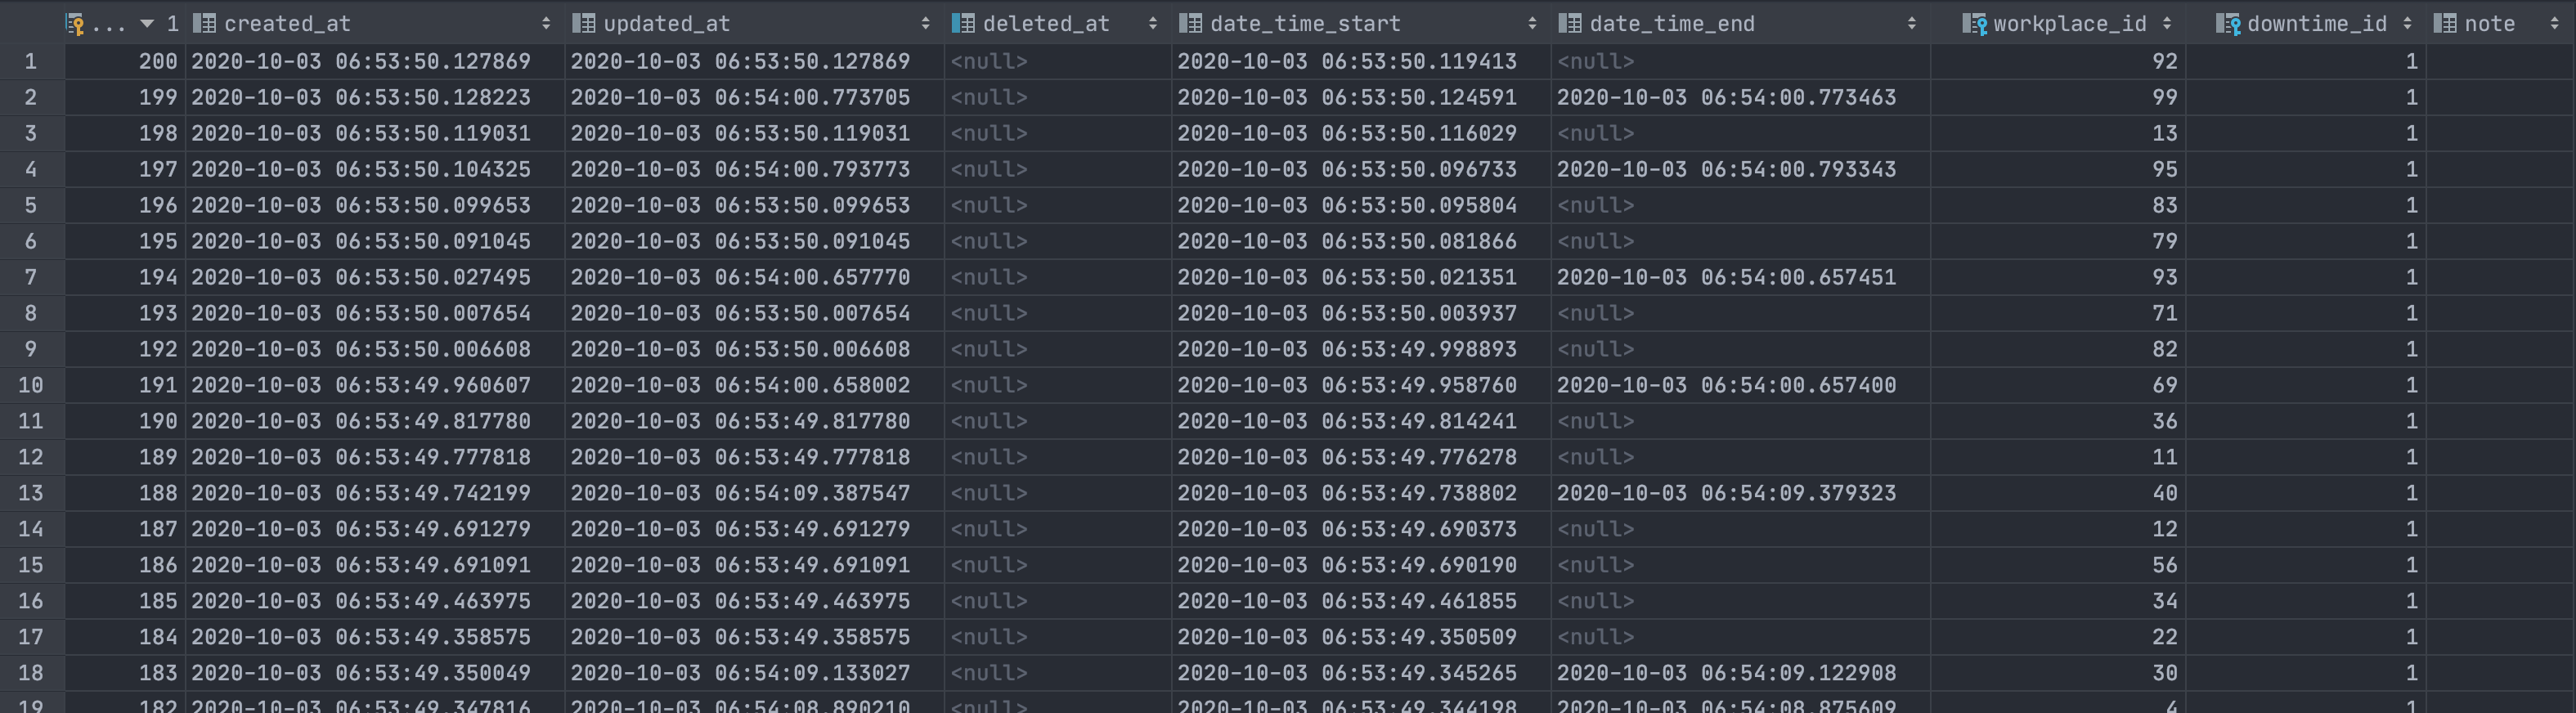 ... 1 created_at updated_at deleted_at date_time_start date_time_end workplace_id downtime_id note
1 200 2020-10-03 06:53:50.127869 2020-10-03 06:53:50.127869 <null> 2020-10-03 06:53:50.119413 <null> 92 1
2 199 2020-10-03 06:53:50.128223 2020-10-03 06:54:00.773705 <null> 2020-10-03 06:53:50.124591 2020-10-03 06:54:00.773463 99 1
3 198 2020-10-03 06:53:50.119031 2020-10-03 06:53:50.119031 <null> 2020-10-03 06:53:50.116029 <null> 13 1
4 197 2020-10-03 06:53:50.104325 2020-10-03 06:54:00.793773 <null> 2020-10-03 06:53:50.096733 2020-10-03 06:54:00.793343 95 1
5 196 2020-10-03 06:53:50.099653 2020-10-03 06:53:50.099653 <null> 2020-10-03 06:53:50.095804 <null> 83 1
6 195 2020-10-03 06:53:50.091045 2020-10-03 06:53:50.091045 <null> 2020-10-03 06:53:50.081866 <null> 79 1
7 194 2020-10-03 06:53:50.027495 2020-10-03 06:54:00.657770 <null> 2020-10-03 06:53:50.021351 2020-10-03 06:54:00.657451 93 1
8 193 2020-10-03 06:53:50.007654 2020-10-03 06:53:50.007654 <null> 2020-10-03 06:53:50.003937 <null> 71 1
9 192 2020-10-03 06:53:50.006608 2020-10-03 06:53:50.006608 <null> 2020-10-03 06:53:49.998893 <null> 82 1
10 191 2020-10-03 06:53:49.960607 2020-10-03 06:54:00.658002 <null> 2020-10-03 06:53:49.958760 2020-10-03 06:54:00.657400 69 1
11 190 2020-10-03 06:53:49.817780 2020-10-03 06:53:49.817780 <null> 2020-10-03 06:53:49.814241 <null> 36 1
12 189 2020-10-03 06:53:49.777818 2020-10-03 06:53:49.777818 <null> 2020-10-03 06:53:49.776278 <null> 11 1
13 188 2020-10-03 06:53:49.742199 2020-10-03 06:54:09.387547 <null> 2020-10-03 06:53:49.738802 2020-10-03 06:54:09.379323 40 1
14 187 2020-10-03 06:53:49.691279 2020-10-03 06:53:49.691279 <null> 2020-10-03 06:53:49.690373 <null> 12 1
15 186 2020-10-03 06:53:49.691091 2020-10-03 06:53:49.691091 <null> 2020-10-03 06:53:49.690190 <null> 56 1
16 185 2020-10-03 06:53:49.463975 2020-10-03 06:53:49.463975 <null> 2020-10-03 06:53:49.461855 <null> 34 1
17 184 2020-10-03 06:53:49.358575 2020-10-03 06:53:49.358575 <null> 2020-10-03 06:53:49.350509 <null> 22 1
18 183 2020-10-03 06:53:49.350049 2020-10-03 06:54:09.133027 <null> 2020-10-03 06:53:49.345265 2020-10-03 06:54:09.122908 30 1
19 182 2020-10-03 06:53:49.347816 2020-10-03 06:54:08.890210 <null> 2020-10-03 06:53:49.344198 2020-10-03 06:54:08.875609 4 1